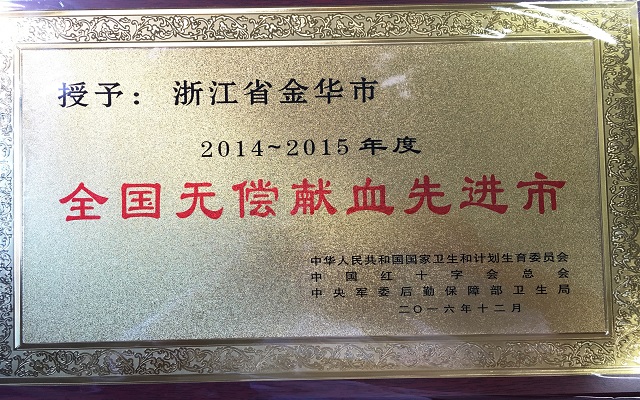 授予：浙江省金华市
2014~2015年度
全国无偿献血先进市
中华人民共和国国家卫生和计划生育委员会
中国红十字会总会
中央军委后勤保障部卫生局
二〇一六年十二月